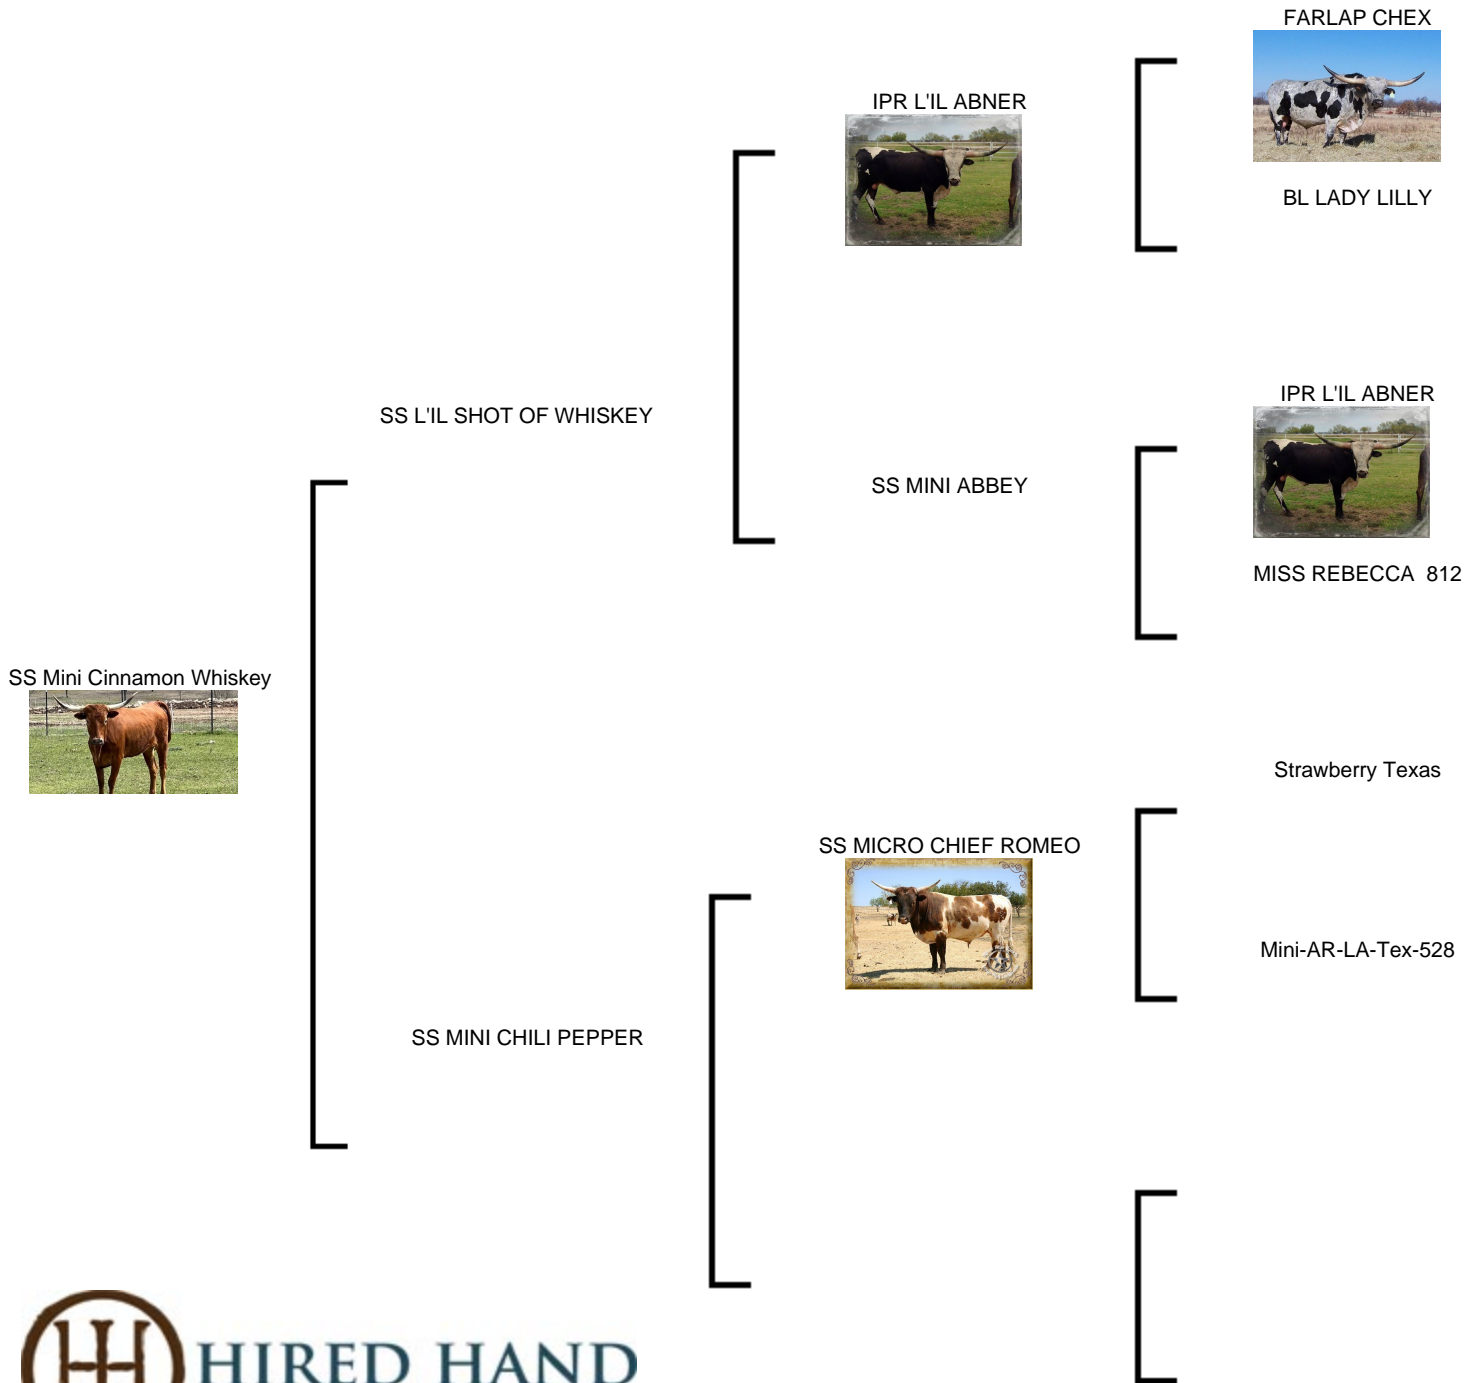 FARLAP CHEX
IPR L'IL ABNER
BL LADY LILLY
IPR L'IL ABNER
SS L'IL SHOT OF WHISKEY
SS MINI ABBEY
MISS REBECCA  812
SS Mini Cinnamon Whiskey
Strawberry Texas
SS MICRO CHIEF ROMEO
Mini-AR-LA-Tex-528
SS MINI CHILI PEPPER
HIRED HAND